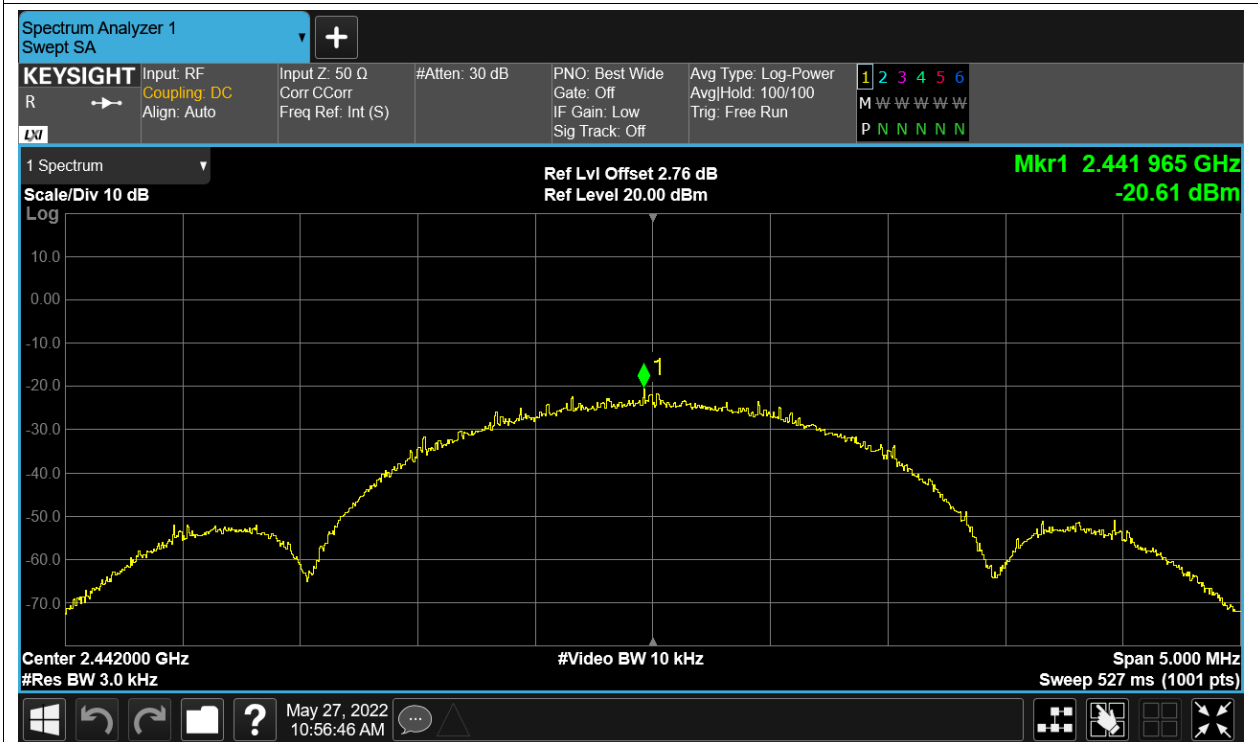 Spectrum Analyzer 1
Swept SA
KEYSIGHT
R
LXI
Input: RF
Coupling: DC
Align: Auto
Input Z: 50 Ω
Corr CCorr
Freq Ref: Int (S)
#Atten: 30 dB
PNO: Best Wide
Gate: Off
IF Gain: Low
Sig Track: Off
Avg Type: Log-Power
Avg|Hold: 100/100
Trig: Free Run
1 2 3 4 5 6
M W W W W W
P N N N N N
1 Spectrum
Scale/Div 10 dB
Log
Ref Lvl Offset 2.76 dB
Ref Level 20.00 dBm
Mkr1 2.441 965 GHz
-20.61 dBm
10.0
0.00
-10.0
1
-20.0
-30.0
-40.0
-50.0
-60.0
-70.0
Center 2.442000 GHz
#Res BW 3.0 kHz
#Video BW 10 kHz
Span 5.000 MHz
Sweep 527 ms (1001 pts)
?
May 27, 2022
10:56:46 AM